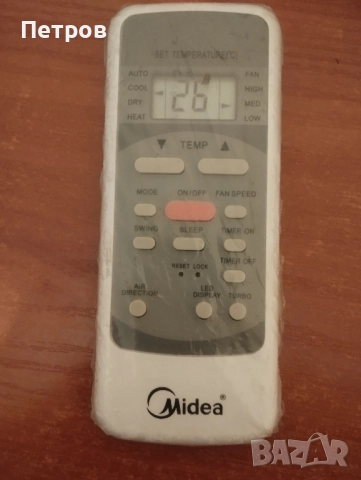 Петров
SET TEMPERATURE(°C)
AUTO FAN
COOL HIGH
DRY MED
HEAT LOW
26
▼ TEMP ▲
MODE ON/OFF FAN SPEED
SWING SLEEP TIMER ON
RESET LOCK TIMER OFF
AIR DIRECTION LED DISPLAY TURBO
Midea®
BAZAR